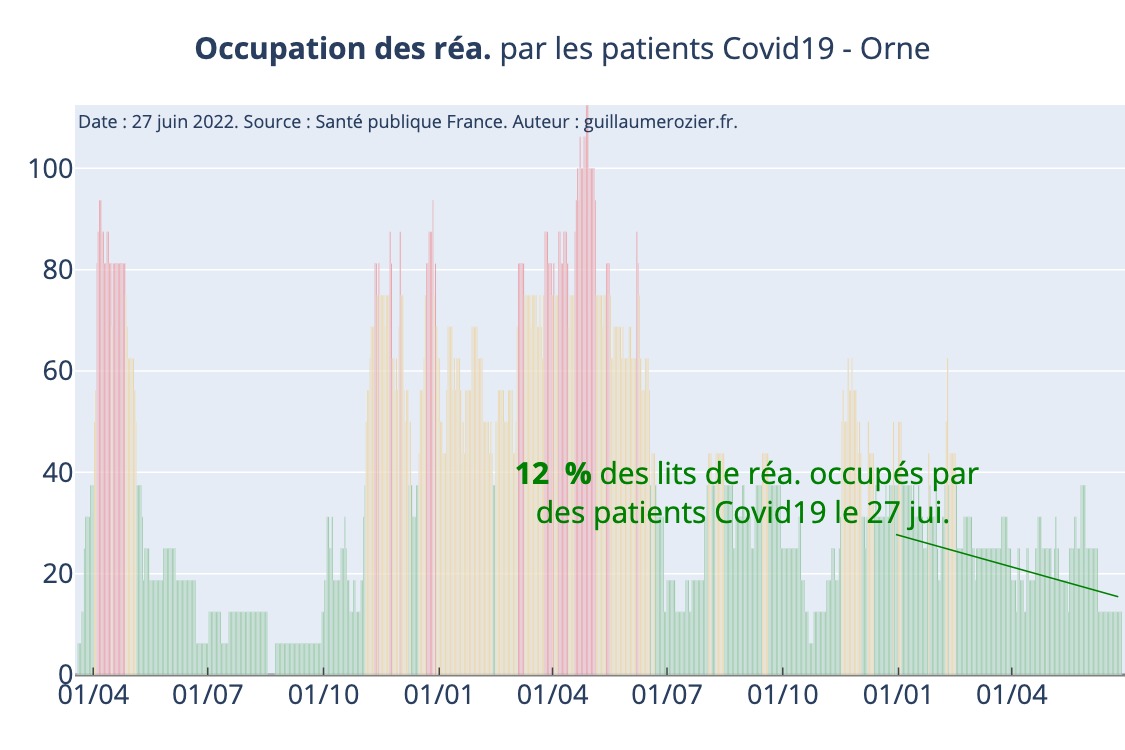 Occupation des réa. par les patients Covid19 - Orne
Date : 27 juin 2022. Source : Santé publique France. Auteur : guillaumerozier.fr.
100
80
60
40
20
0
12 % des lits de réa. occupés par
des patients Covid19 le 27 jui.
01/04 01/07 01/10 01/01 01/04 01/07 01/10 01/01 01/04